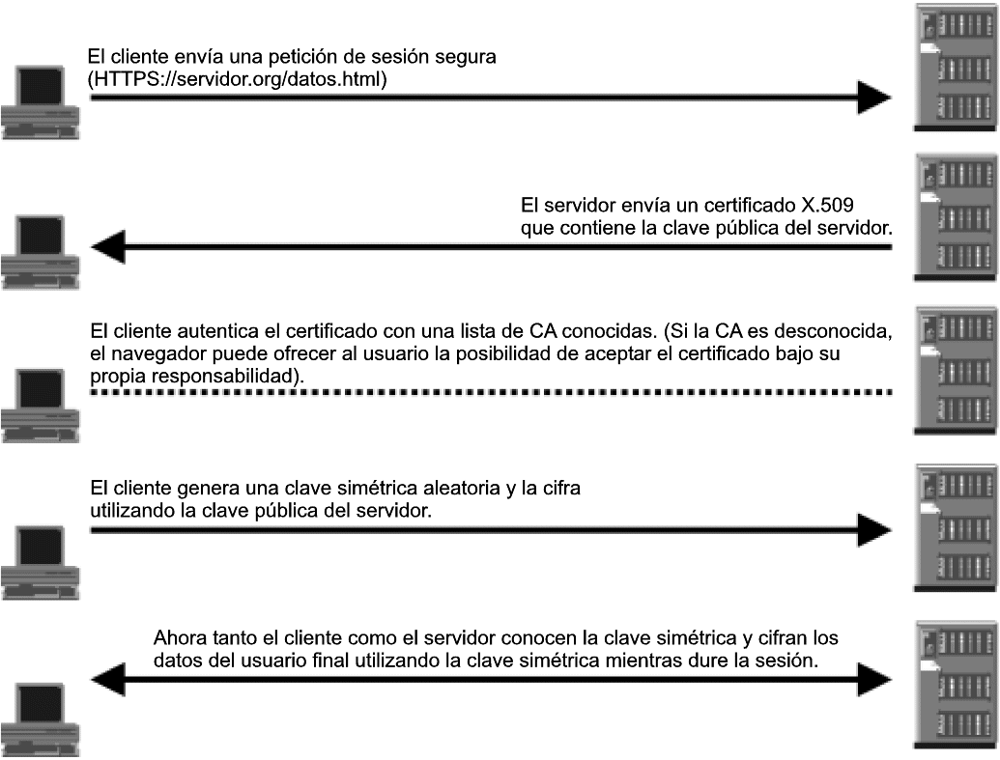 El cliente envía una petición de sesión segura
(HTTPS://servidor.org/datos.html)
El servidor envía un certificado X.509
que contiene la clave pública del servidor.
El cliente autentica el certificado con una lista de CA conocidas. (Si la CA es desconocida,
el navegador puede ofrecer al usuario la posibilidad de aceptar el certificado bajo su
propia responsabilidad).
El cliente genera una clave simétrica aleatoria y la cifra
utilizando la clave pública del servidor.
Ahora tanto el cliente como el servidor conocen la clave simétrica y cifran los
datos del usuario final utilizando la clave simétrica mientras dure la sesión.